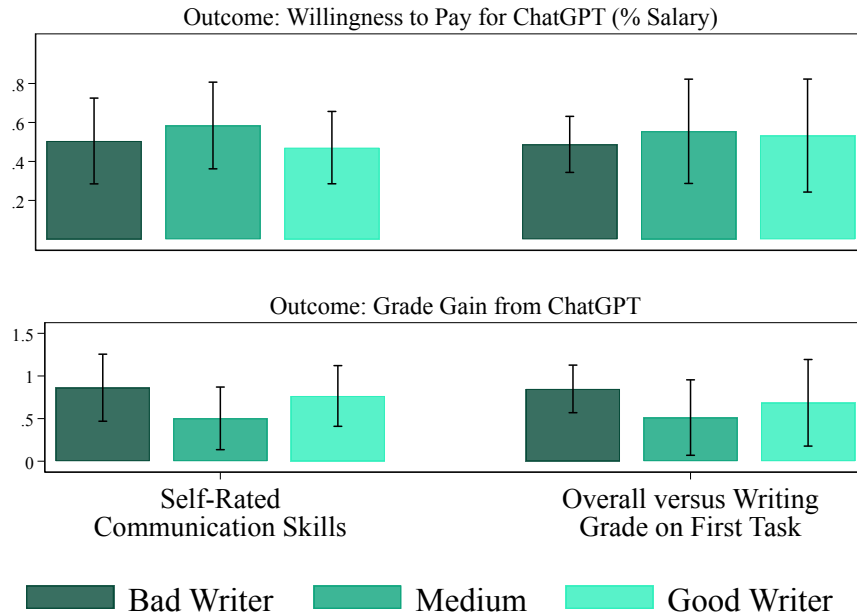 Outcome: Willingness to Pay for ChatGPT (% Salary)
.8
.6
.4
.2
Outcome: Grade Gain from ChatGPT
1.5
1
.5
0
Self-Rated
Communication Skills
Overall versus Writing
Grade on First Task
Bad Writer Medium Good Writer